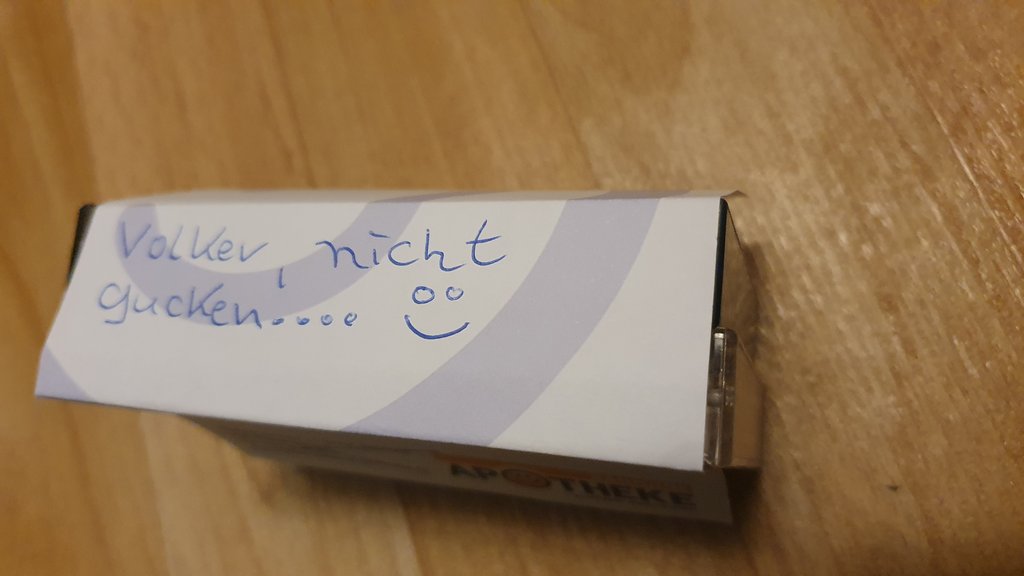 Volker, nicht
gucken....
APOTHEKE